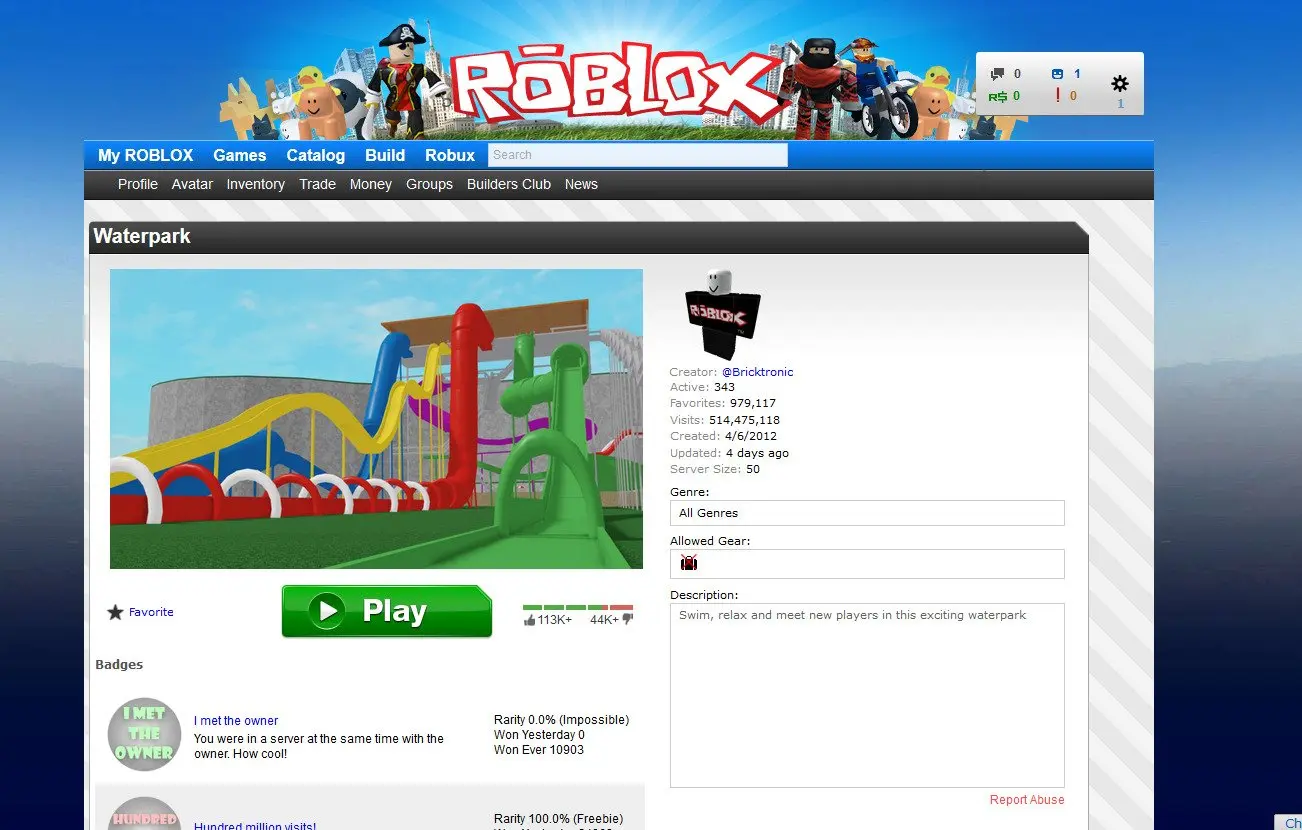 ROBLOX
0
1
R$ 0
! 0
1
My ROBLOX Games Catalog Build Robux Search
Profile Avatar Inventory Trade Money Groups Builders Club News
Waterpark
ROBLOX
Creator: @Bricktronic
Active: 343
Favorites: 979,117
Visits: 514,475,118
Created: 4/6/2012
Updated: 4 days ago
Server Size: 50
Genre:
All Genres
Allowed Gear:
Description:
Swim, relax and meet new players in this exciting waterpark
Report Abuse
Favorite
Play
113K+ 44K+
Badges
I MET
THE
OWNER
I met the owner
You were in a server at the same time with the
owner. How cool!
Rarity 0.0% (Impossible)
Won Yesterday 0
Won Ever 10903
HUNDRED
Hundred million visits!
Rarity 100.0% (Freebie)
Ch